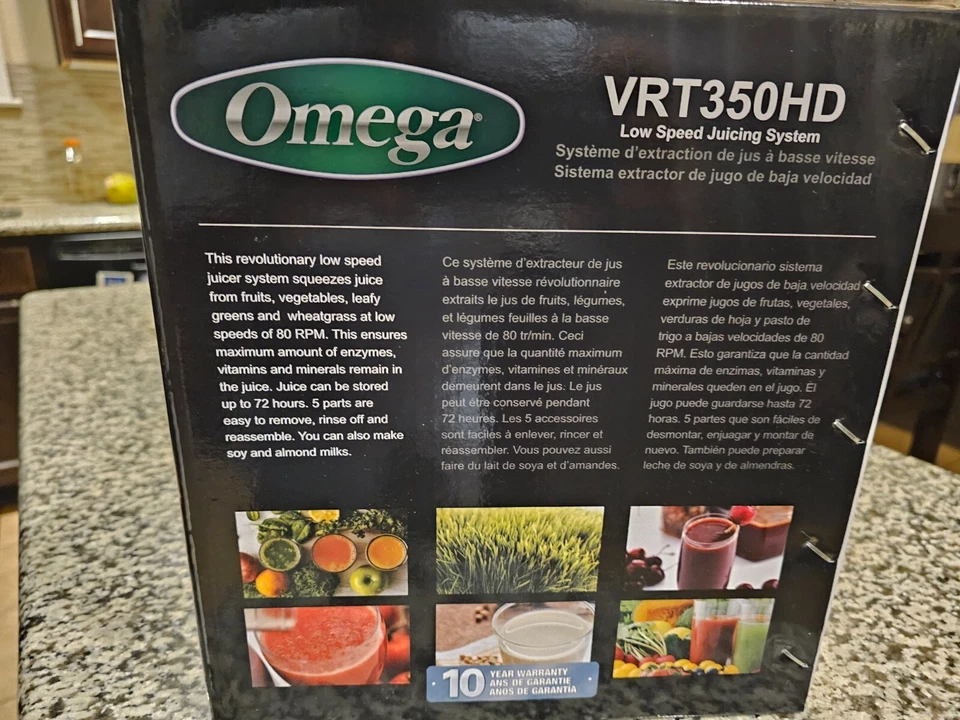 Omega®
VRT350HD
Low Speed Juicing System
Système d'extraction de jus à basse vitesse
Sistema extractor de jugo de baja velocidad
This revolutionary low speed
juicer system squeezes juice
from fruits, vegetables, leafy
greens and wheatgrass at low
speeds of 80 RPM. This ensures
maximum amount of enzymes,
vitamins and minerals remain in
the juice. Juice can be stored
up to 72 hours. 5 parts are
easy to remove, rinse off and
reassemble. You can also make
soy and almond milks.
Ce système d'extracteur de jus
à basse vitesse révolutionnaire
extraits le jus de fruits, légumes,
et légumes feuilles à la basse
vitesse de 80 tr/min. Ceci
assure que la quantité maximum
d'enzymes, vitamines et minéraux
demeurent dans le jus. Le jus
peut être conservé pendant
72 heures. Les 5 accessoires
sont faciles à enlever, rincer et
réassembler. Vous pouvez aussi
faire du lait de soya et d'amandes.
Este revolucionario sistema
extractor de jugos de baja velocidad
exprime jugos de frutas, vegetales,
verduras de hoja y pasto de
trigo a bajas velocidades de 80
RPM. Esto garantiza que la cantidad
máxima de enzimas, vitaminas y
minerales queden en el jugo. El
jugo puede guardarse hasta 72
horas. 5 partes que son fáciles de
desmontar, enjuagar y montar de
nuevo. También puede preparar
leche de soya y de almendras.
10 YEAR WARRANTY
ANS DE GARANTIE
ANOS DE GARANTIA